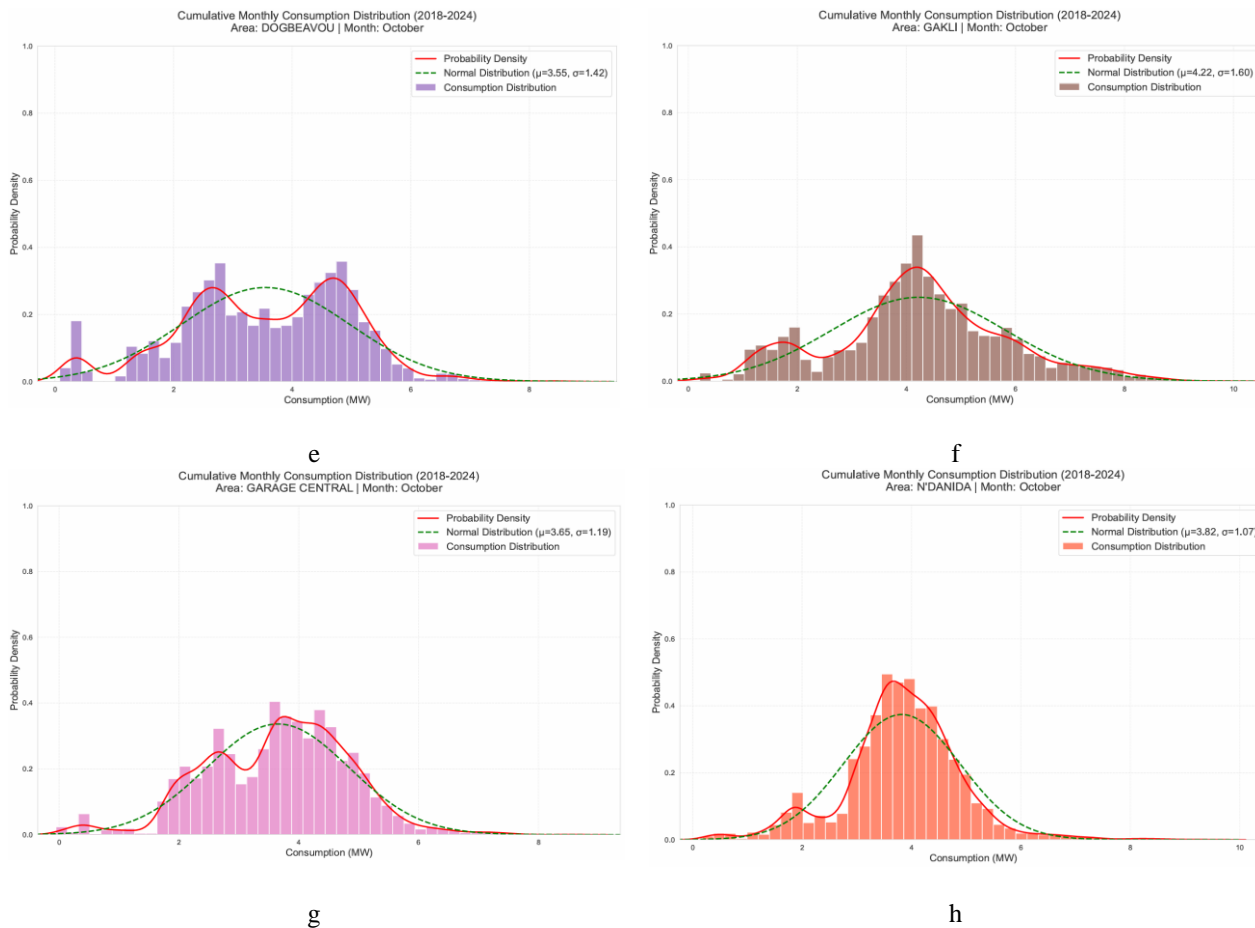 Cumulative Monthly Consumption Distribution (2018-2024)
Area: DOGBEAVOU | Month: October
Probability Density
Normal Distribution (μ=3.55, σ=1.42)
Consumption Distribution
1.0
0.8
0.6
0.4
0.2
0.0
Probability Density
0
2
4
6
8
Consumption (MW)
e
Cumulative Monthly Consumption Distribution (2018-2024)
Area: GAKLI | Month: October
Probability Density
Normal Distribution (μ=4.22, σ=1.60)
Consumption Distribution
1.0
0.8
0.6
0.4
0.2
0.0
Probability Density
0
2
4
6
8
10
Consumption (MW)
f
Cumulative Monthly Consumption Distribution (2018-2024)
Area: GARAGE CENTRAL | Month: October
Probability Density
Normal Distribution (μ=3.65, σ=1.19)
Consumption Distribution
1.0
0.8
0.6
0.4
0.2
0.0
Probability Density
0
2
4
6
8
Consumption (MW)
g
Cumulative Monthly Consumption Distribution (2018-2024)
Area: N'DANIDA | Month: October
Probability Density
Normal Distribution (μ=3.82, σ=1.07)
Consumption Distribution
1.0
0.8
0.6
0.4
0.2
0.0
Probability Density
0
2
4
6
8
10
Consumption (MW)
h